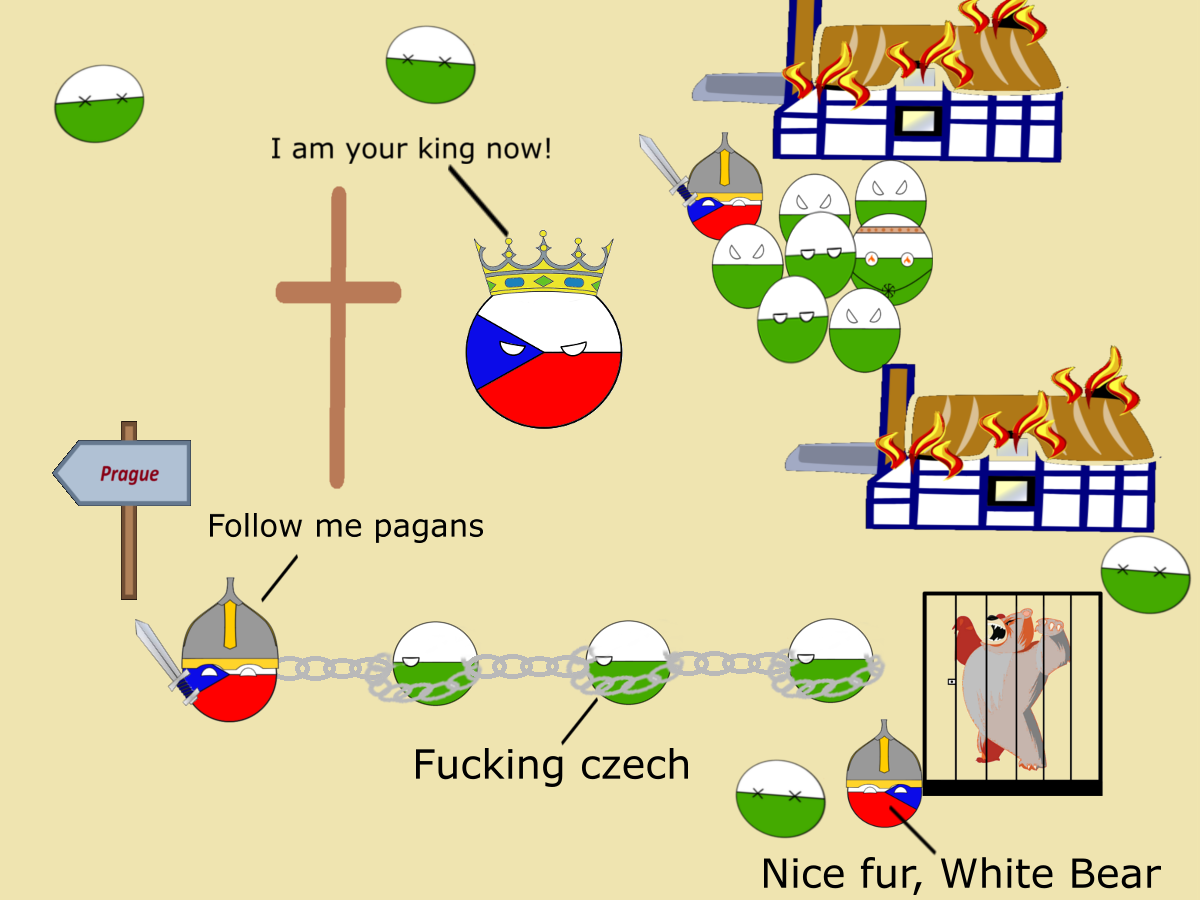 I am your king now!
Prague
Follow me pagans
Fucking czech
Nice fur, White Bear